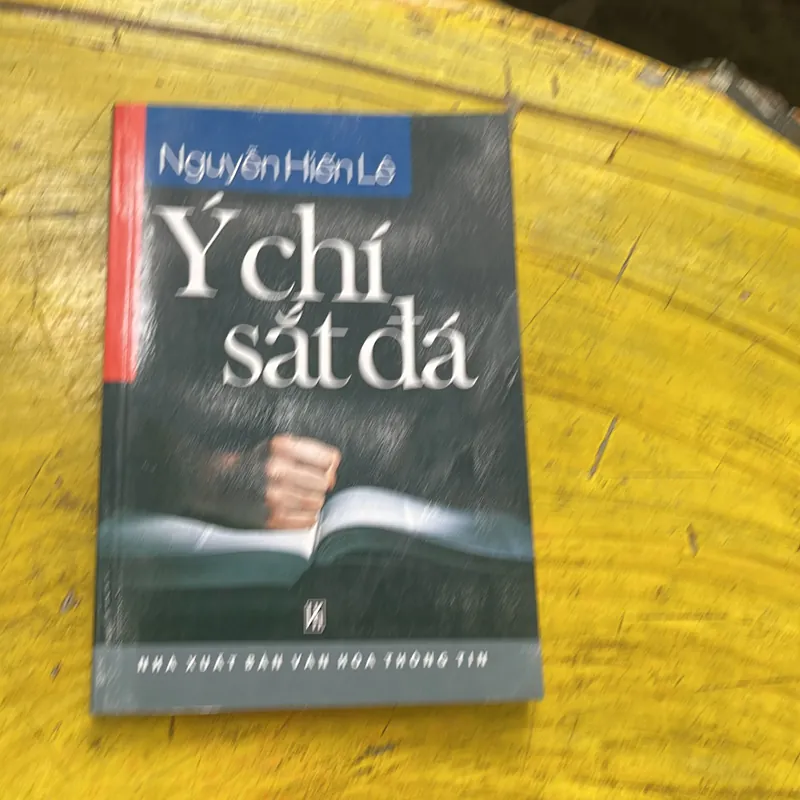 Nguyễn Hiến Lê
Ý chí
sắt đá
NHÀ XUẤT BẢN VĂN HÓA THÔNG TIN